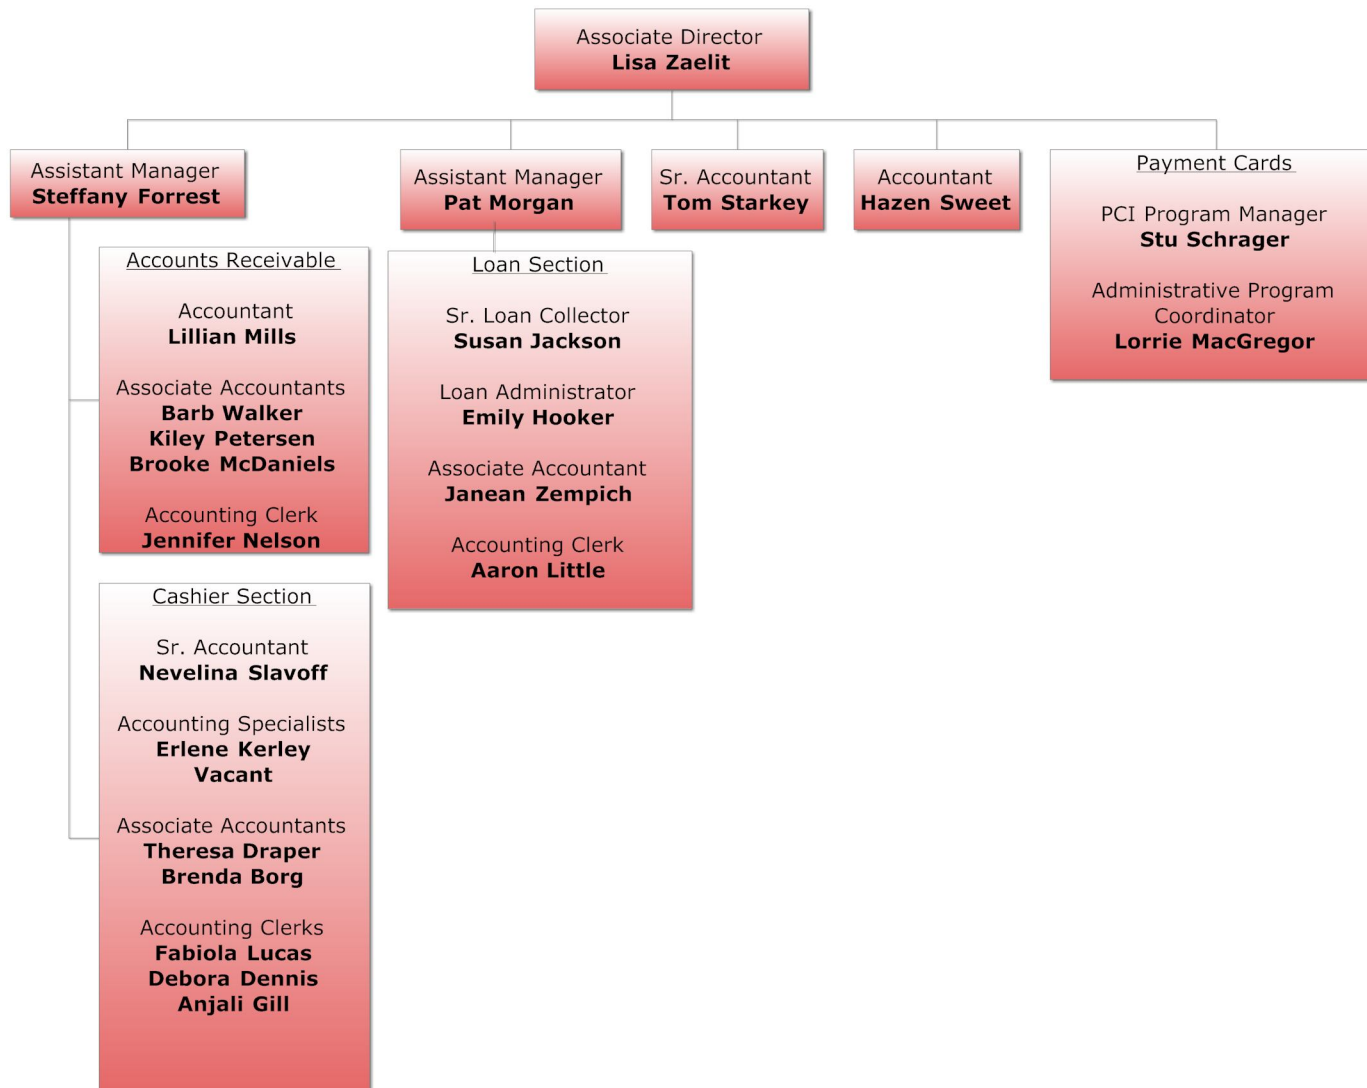 Associate Director
Lisa Zaelit
Assistant Manager
Steffany Forrest
Assistant Manager
Pat Morgan
Sr. Accountant
Tom Starkey
Accountant
Hazen Sweet
Payment Cards
PCI Program Manager
Stu Schrager
Administrative Program
Coordinator
Lorrie MacGregor
Accounts Receivable
Accountant
Lillian Mills
Associate Accountants
Barb Walker
Kiley Petersen
Brooke McDaniels
Accounting Clerk
Jennifer Nelson
Loan Section
Sr. Loan Collector
Susan Jackson
Loan Administrator
Emily Hooker
Associate Accountant
Janean Zempich
Accounting Clerk
Aaron Little
Cashier Section
Sr. Accountant
Nevelina Slavoff
Accounting Specialists
Erlene Kerley
Vacant
Associate Accountants
Theresa Draper
Brenda Borg
Accounting Clerks
Fabiola Lucas
Debora Dennis
Anjali Gill